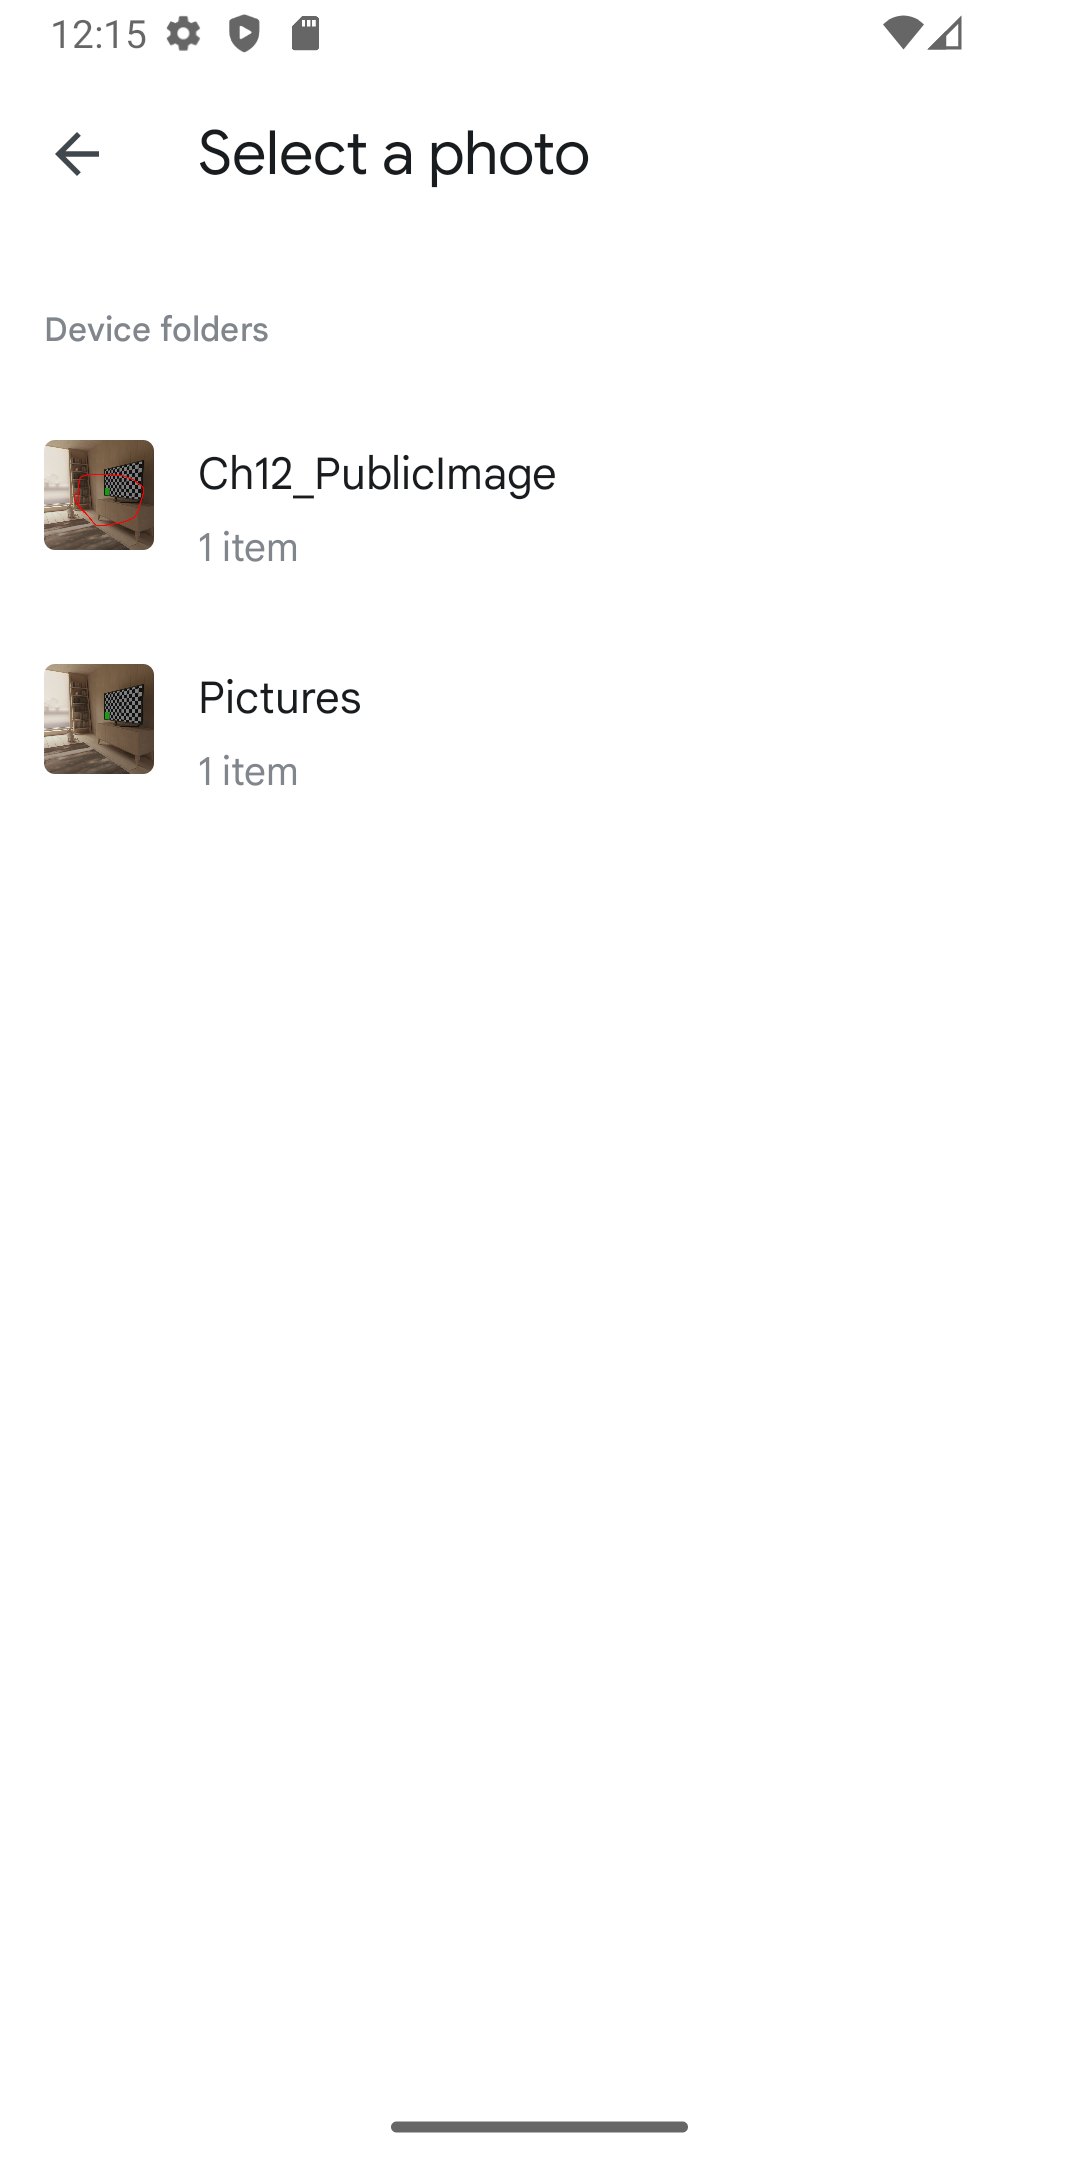 12:15
Select a photo
Device folders
Ch12_PublicImage
1 item
Pictures
1 item